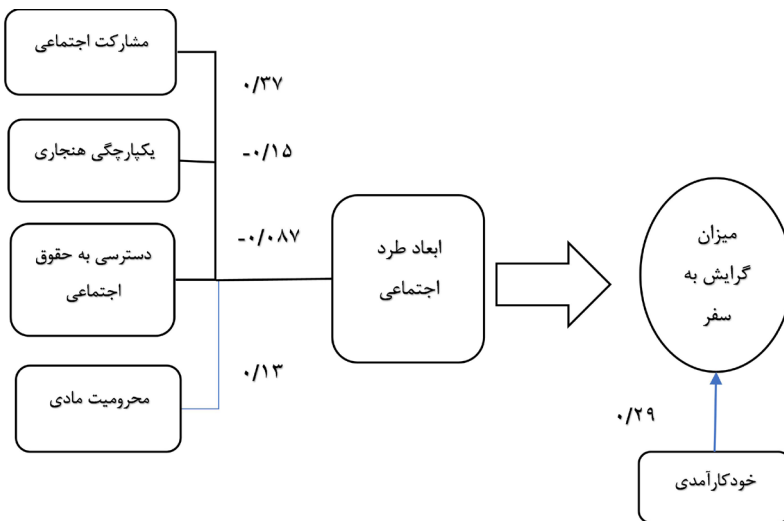 مشارکت اجتماعی
۰/۳۷
یکپارچگی هنجاری
-۰/۱۵
دسترسی به حقوق
اجتماعی
-۰/۰۸۷
محرومیت مادی
۰/۱۳
ابعاد طرد
اجتماعی
میزان
گرایش به
سفر
۰/۲۹
خودکارآمدی